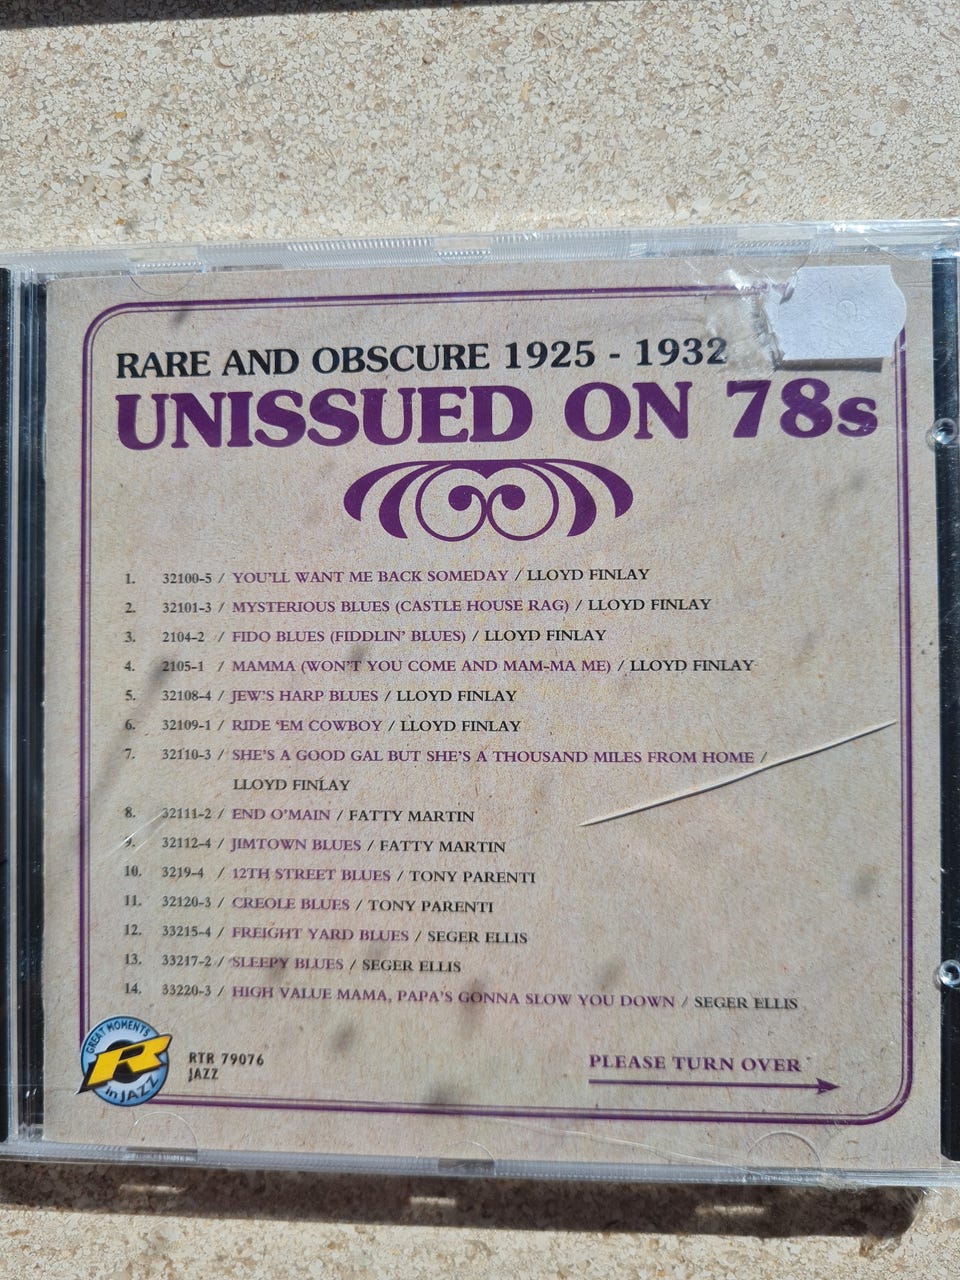 RARE AND OBSCURE 1925 - 1932
UNISSUED ON 78s
1. 32100-5 / YOU'LL WANT ME BACK SOMEDAY / LLOYD FINLAY
2. 32101-3 / MYSTERIOUS BLUES (CASTLE HOUSE RAG) / LLOYD FINLAY
3. 2104-2 / FIDO BLUES (FIDDLIN' BLUES) / LLOYD FINLAY
4. 2105-1 / MAMMA (WON'T YOU COME AND MAM-MA ME) / LLOYD FINLAY
5. 32108-4 / JEW'S HARP BLUES / LLOYD FINLAY
6. 32109-1 / RIDE 'EM COWBOY / LLOYD FINLAY
7. 32110-3 / SHE'S A GOOD GAL BUT SHE'S A THOUSAND MILES FROM HOME /
LLOYD FINLAY
8. 32111-2 / END O'MAIN / FATTY MARTIN
9. 32112-4 / JIMTOWN BLUES / FATTY MARTIN
10. 3219-4 / 12TH STREET BLUES / TONY PARENTI
11. 32120-3 / CREOLE BLUES / TONY PARENTI
12. 33215-4 / FREIGHT YARD BLUES / SEGER ELLIS
13. 33217-2 / SLEEPY BLUES / SEGER ELLIS
14. 33220-3 / HIGH VALUE MAMA, PAPA'S GONNA SLOW YOU DOWN / SEGER ELLIS
GREAT MOMENTS
R
in JAZZ
RTR 79076
JAZZ
PLEASE TURN OVER